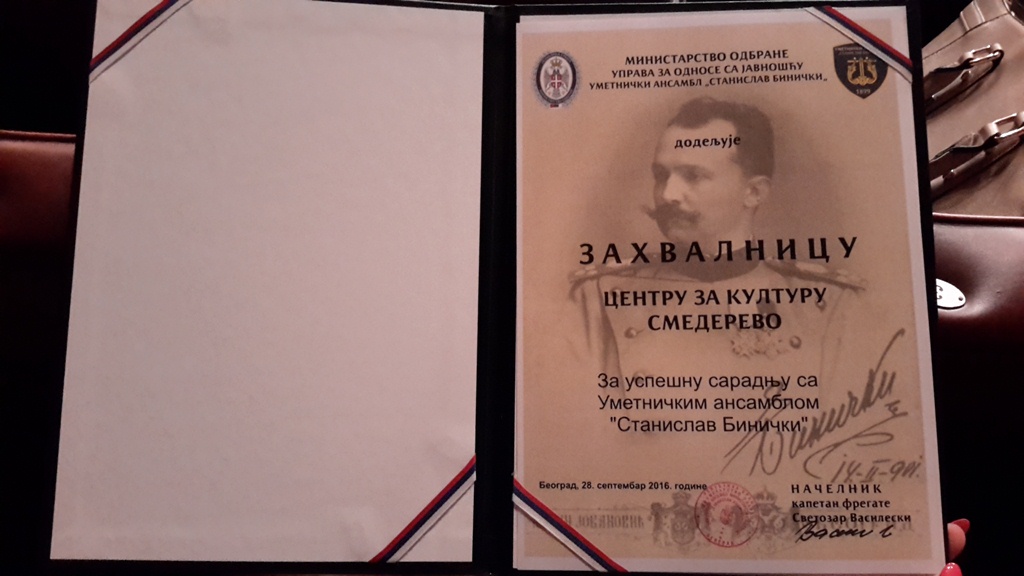 МИНИСТАРСТВО ОДБРАНЕ
УПРАВА ЗА ОДНОСЕ СА ЈАВНОШЋУ
УМЕТНИЧКИ АНСАМБЛ „СТАНИСЛАВ БИНИЧКИ"
додељује
ЗАХВАЛНИЦУ
ЦЕНТРУ ЗА КУЛТУРУ
СМЕДЕРЕВО
За успешну сарадњу са
Уметничким ансамблом
"Станислав Бинички"
Бинички
Београд, 28. септембар 2016. године
НАЧЕЛНИК
капетан фрегате
Светозар Василески